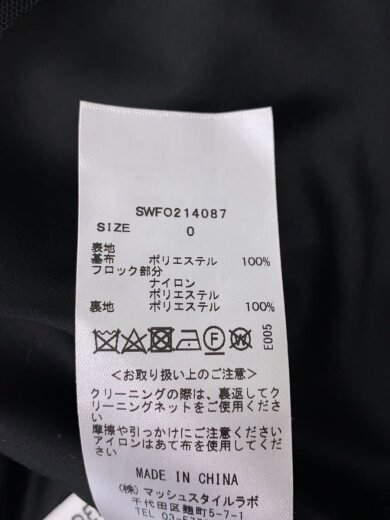 SWFO214087
SIZE 0
表地
基布 ポリエステル 100%
フロック部分
ナイロン
ポリエステル
裏地 ポリエステル 100%
E005
<お取り扱い上のご注意>
クリーニングの際は、裏返してク
リーニングネットをご使用くださ
い
摩擦や引っかけにご注意ください
アイロンはあて布を使用してくだ
さい
MADE IN CHINA
(株)マッシュスタイルラボ
千代田区麹町5-7-1